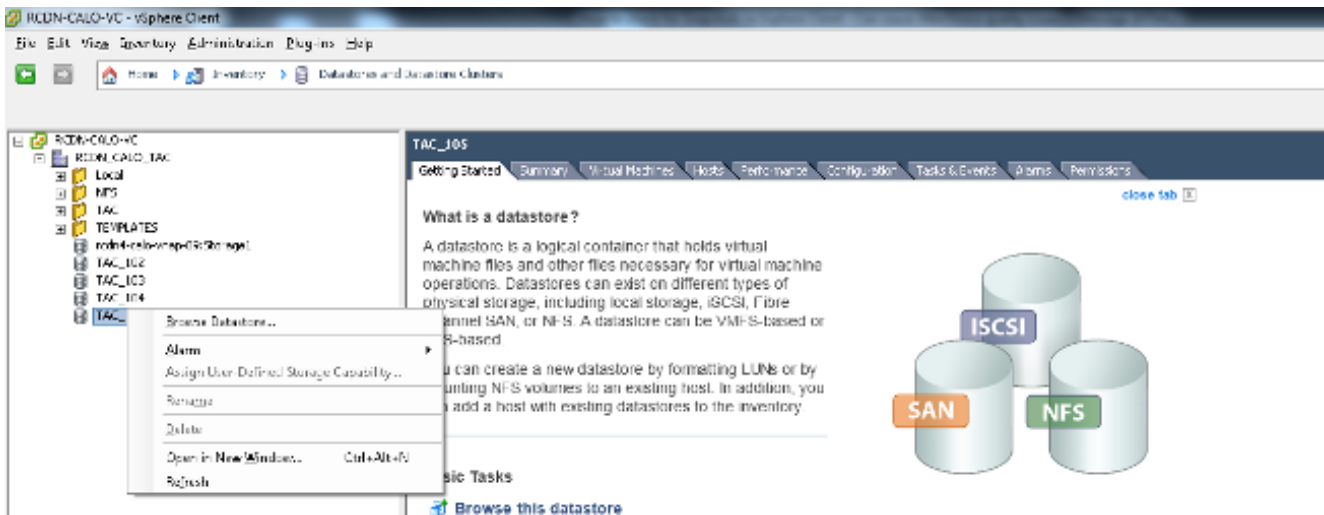 RCDN-CALO-VC - vSphere Client
File Edit View Inventory Administration Plug-ins Help
Home Inventory Datastores and Datastore Clusters
RCDN-CALO-VC
RCDN_CALO_TAC
Local
NFS
TAC
TEMPLATES
TAC_102
TAC_103
TAC_104
TAC_
Browse Datastore...
Alarm
Assign User-Defined Storage Capability...
Rename
Delete
Open in New Window... Ctrl+Alt+N
Refresh
TAC_105
Getting Started Summary Virtual Machines Hosts Performance Configuration Tasks & Events Alarms Permissions
close tab
What is a datastore?
A datastore is a logical container that holds virtual
machine files and other files necessary for virtual machine
operations. Datastores can exist on different types of
physical storage, including local storage, iSCSI, Fibre
annel SAN, or NFS. A datastore can be VMFS-based or
S-based.
u can create a new datastore by formatting LUNs or by
unting NFS volumes to an existing host. In addition, you
add a host with existing datastores to the inventory.
ISCSI
SAN
NFS
sic Tasks
Browse this datastore